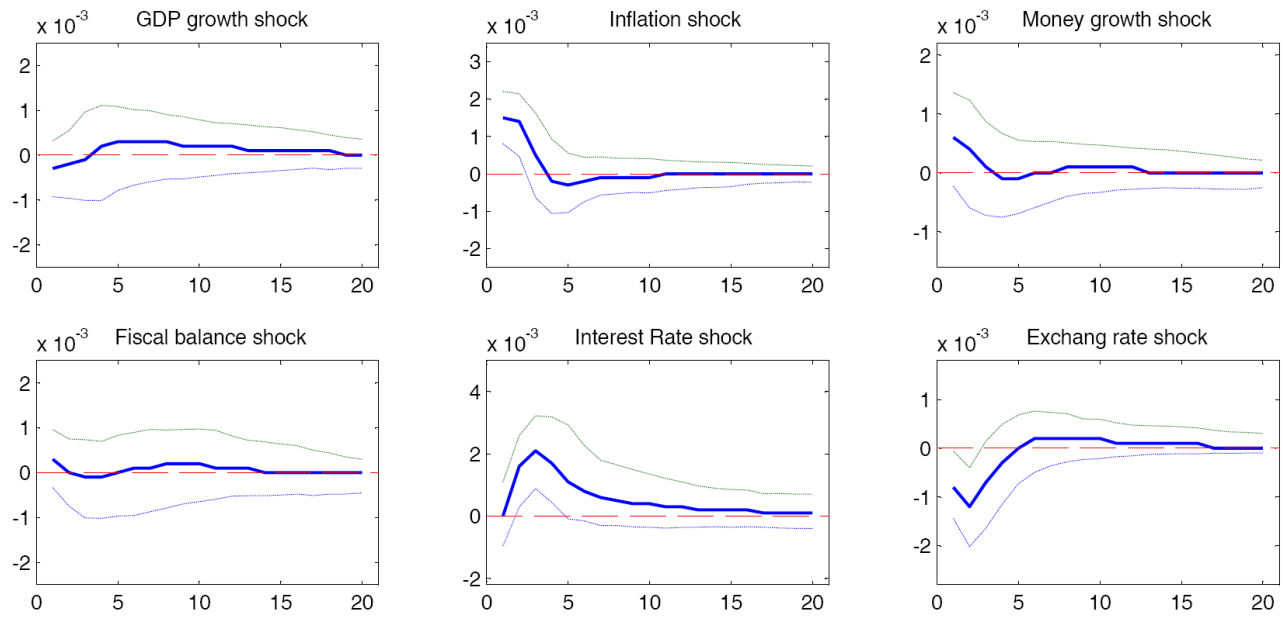 GDP growth shock
x 10^-3
2
1
0
-1
-2
0 5 10 15 20
Inflation shock
x 10^-3
3
2
1
0
-1
-2
0 5 10 15 20
Money growth shock
x 10^-3
2
1
0
-1
0 5 10 15 20
Fiscal balance shock
x 10^-3
2
1
0
-1
-2
0 5 10 15 20
Interest Rate shock
x 10^-3
4
2
0
-2
0 5 10 15 20
Exchang rate shock
x 10^-3
1
0
-1
-2
0 5 10 15 20